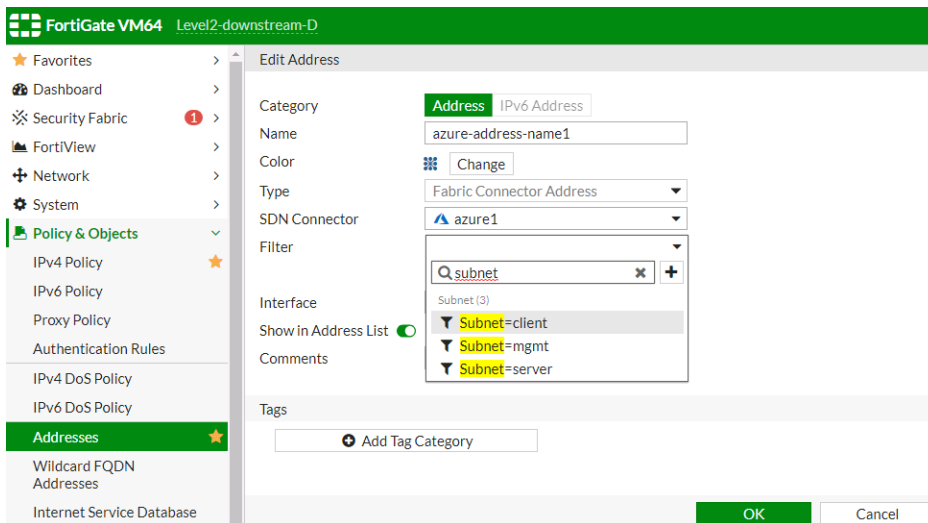 FortiGate VM64 Level2-downstream-D
Favorites
Dashboard
Security Fabric 1
FortiView
Network
System
Policy & Objects
IPv4 Policy
IPv6 Policy
Proxy Policy
Authentication Rules
IPv4 DoS Policy
IPv6 DoS Policy
Addresses
Wildcard FQDN
Addresses
Internet Service Database
Edit Address
Category Address IPv6 Address
Name azure-address-name1
Color Change
Type Fabric Connector Address
SDN Connector azure1
Filter
subnet
Subnet (3)
Subnet=client
Subnet=mgmt
Subnet=server
Interface
Show in Address List
Comments
Tags
Add Tag Category
OK Cancel